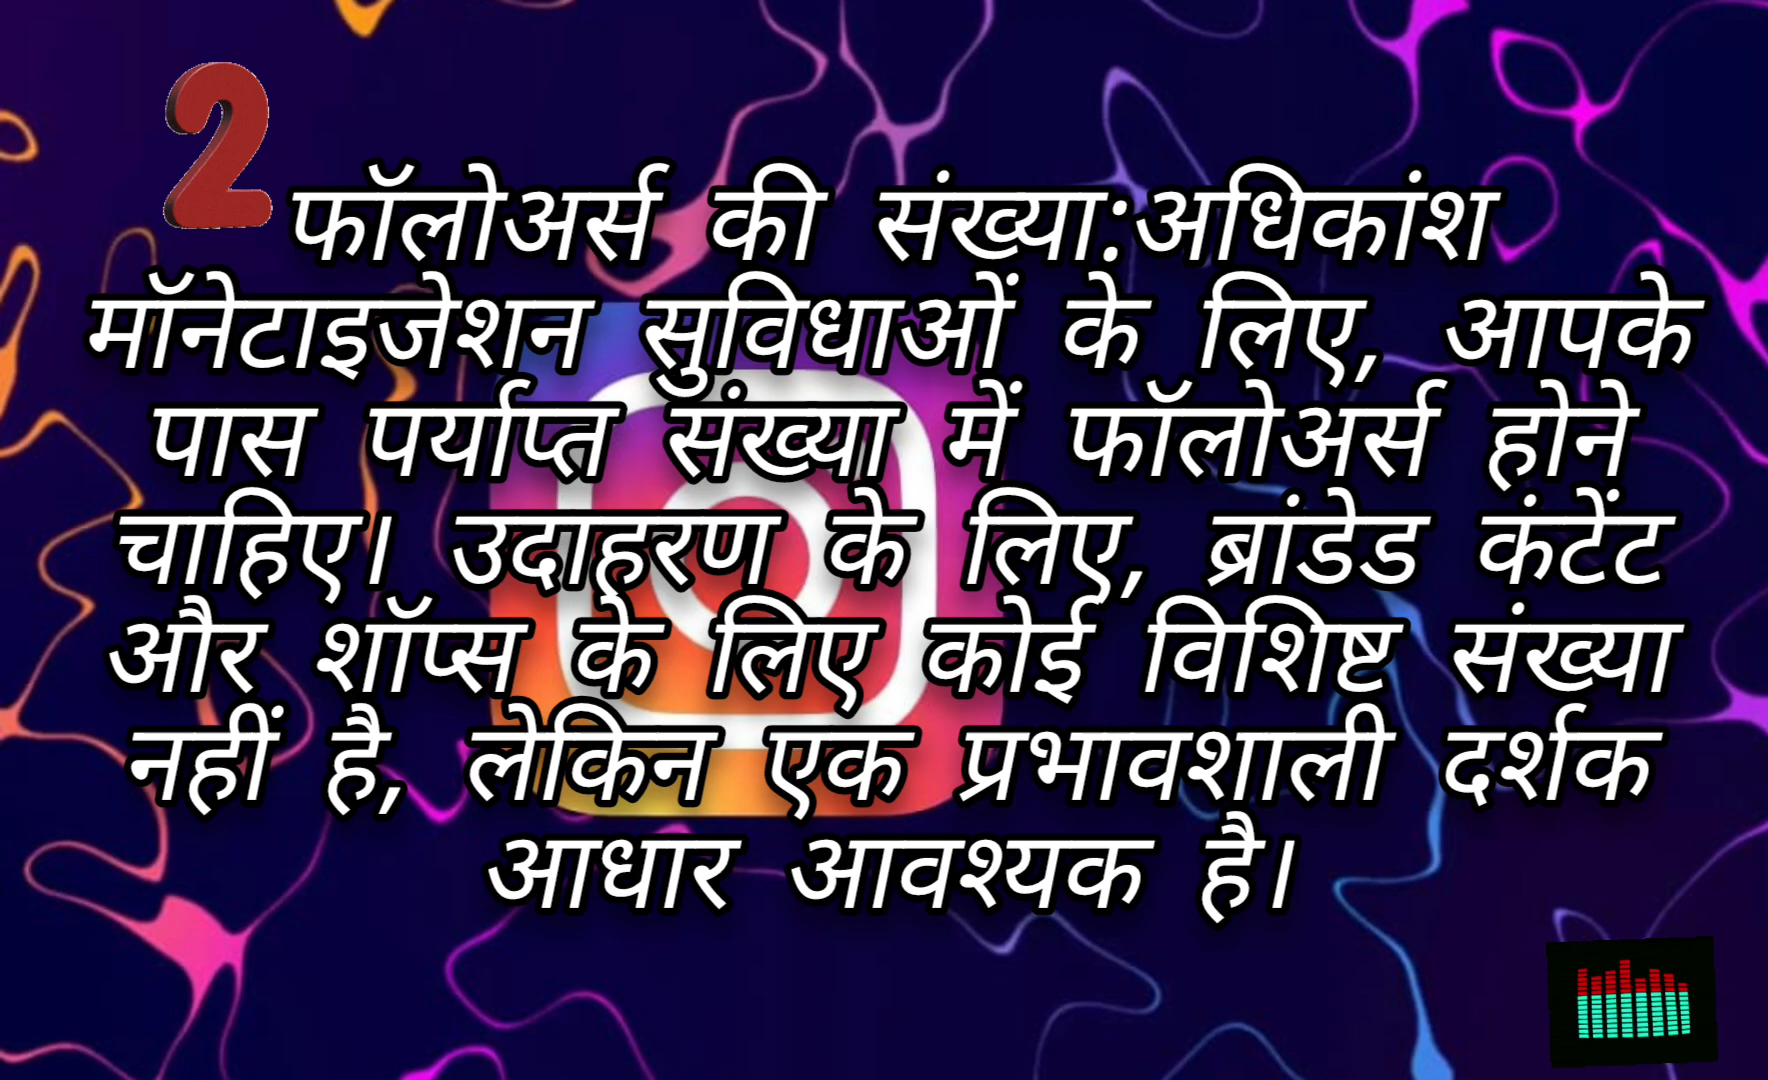 2
फॉलोअर्स की संख्या:अधिकांश
मॉनेटाइजेशन सुविधाओं के लिए, आपके
पास पर्याप्त संख्या में फॉलोअर्स होने
चाहिए। उदाहरण के लिए, ब्रांडेड कंटेंट
और शॉप्स के लिए कोई विशिष्ट संख्या
नहीं है, लेकिन एक प्रभावशाली दर्शक
आधार आवश्यक है।